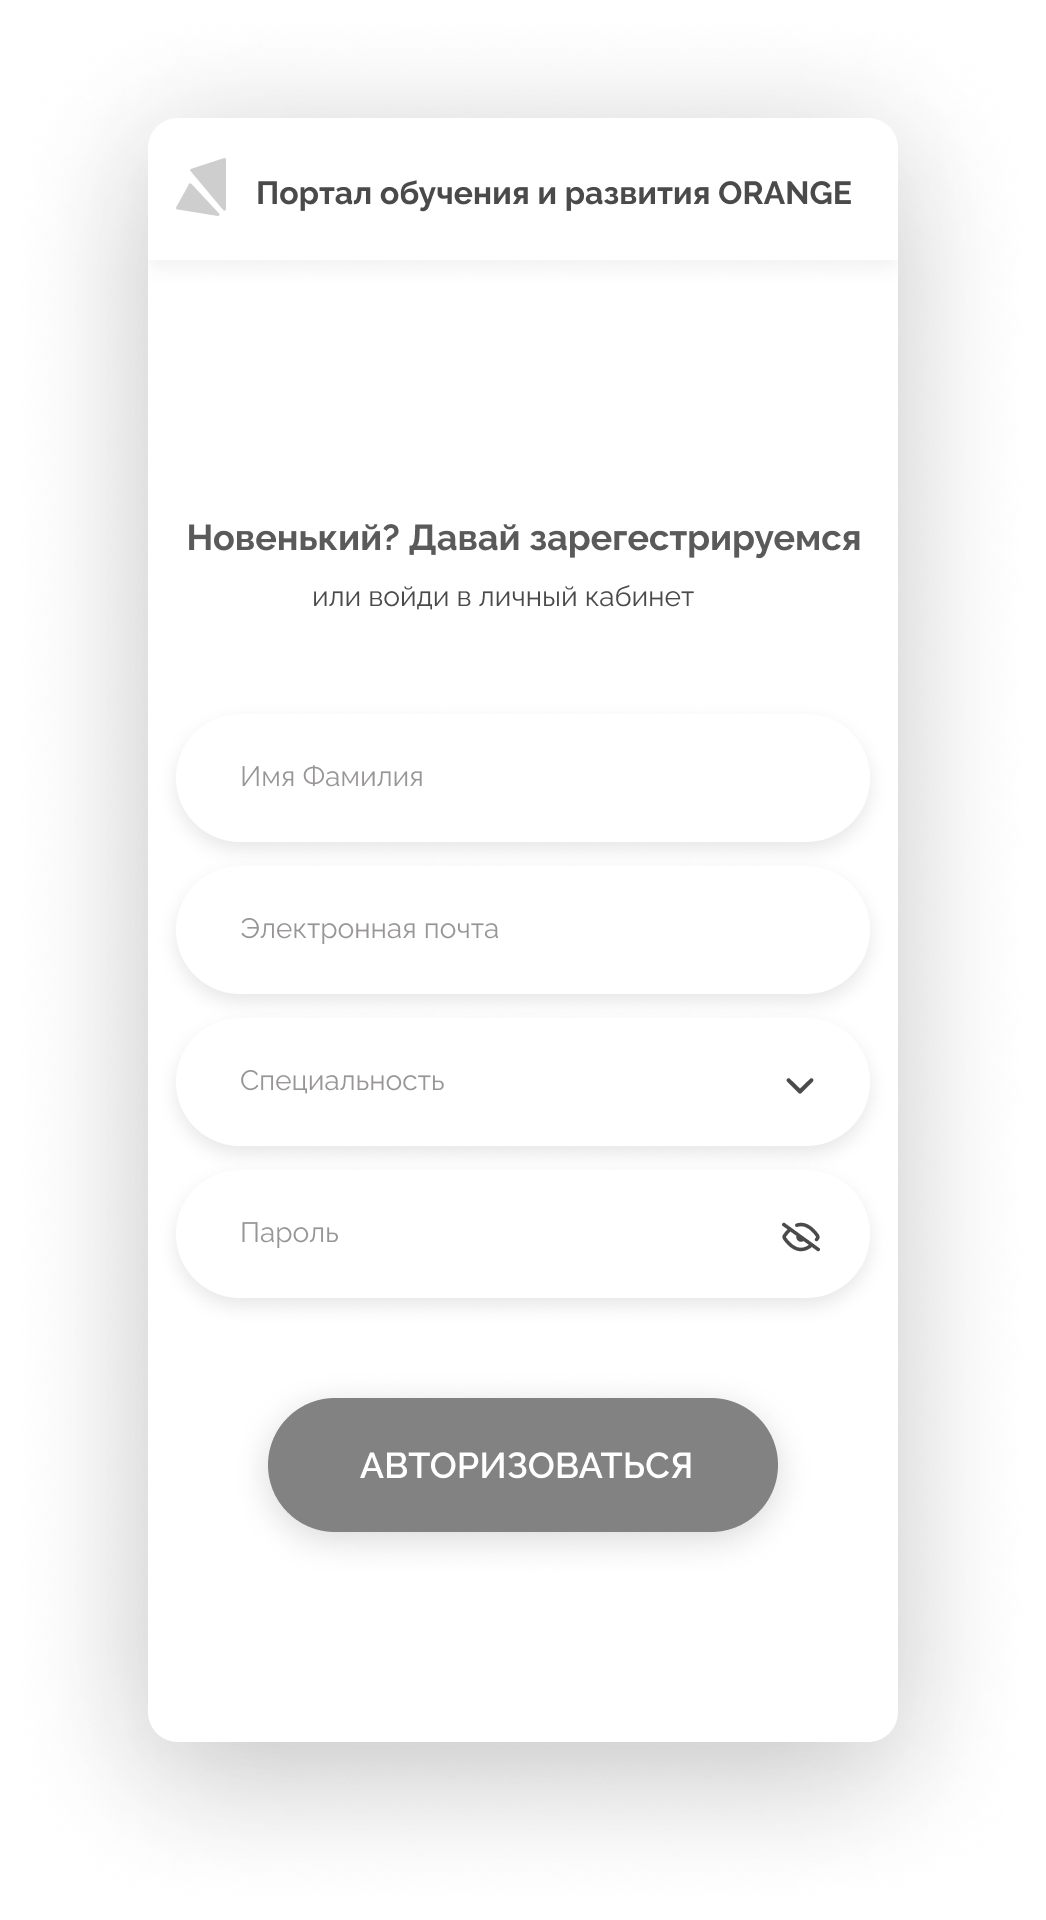 Портал обучения и развития ORANGE
Новенький? Давай зарегестрируемся
или войди в личный кабинет
Имя Фамилия
Электронная почта
Специальность
Пароль
АВТОРИЗОВАТЬСЯ